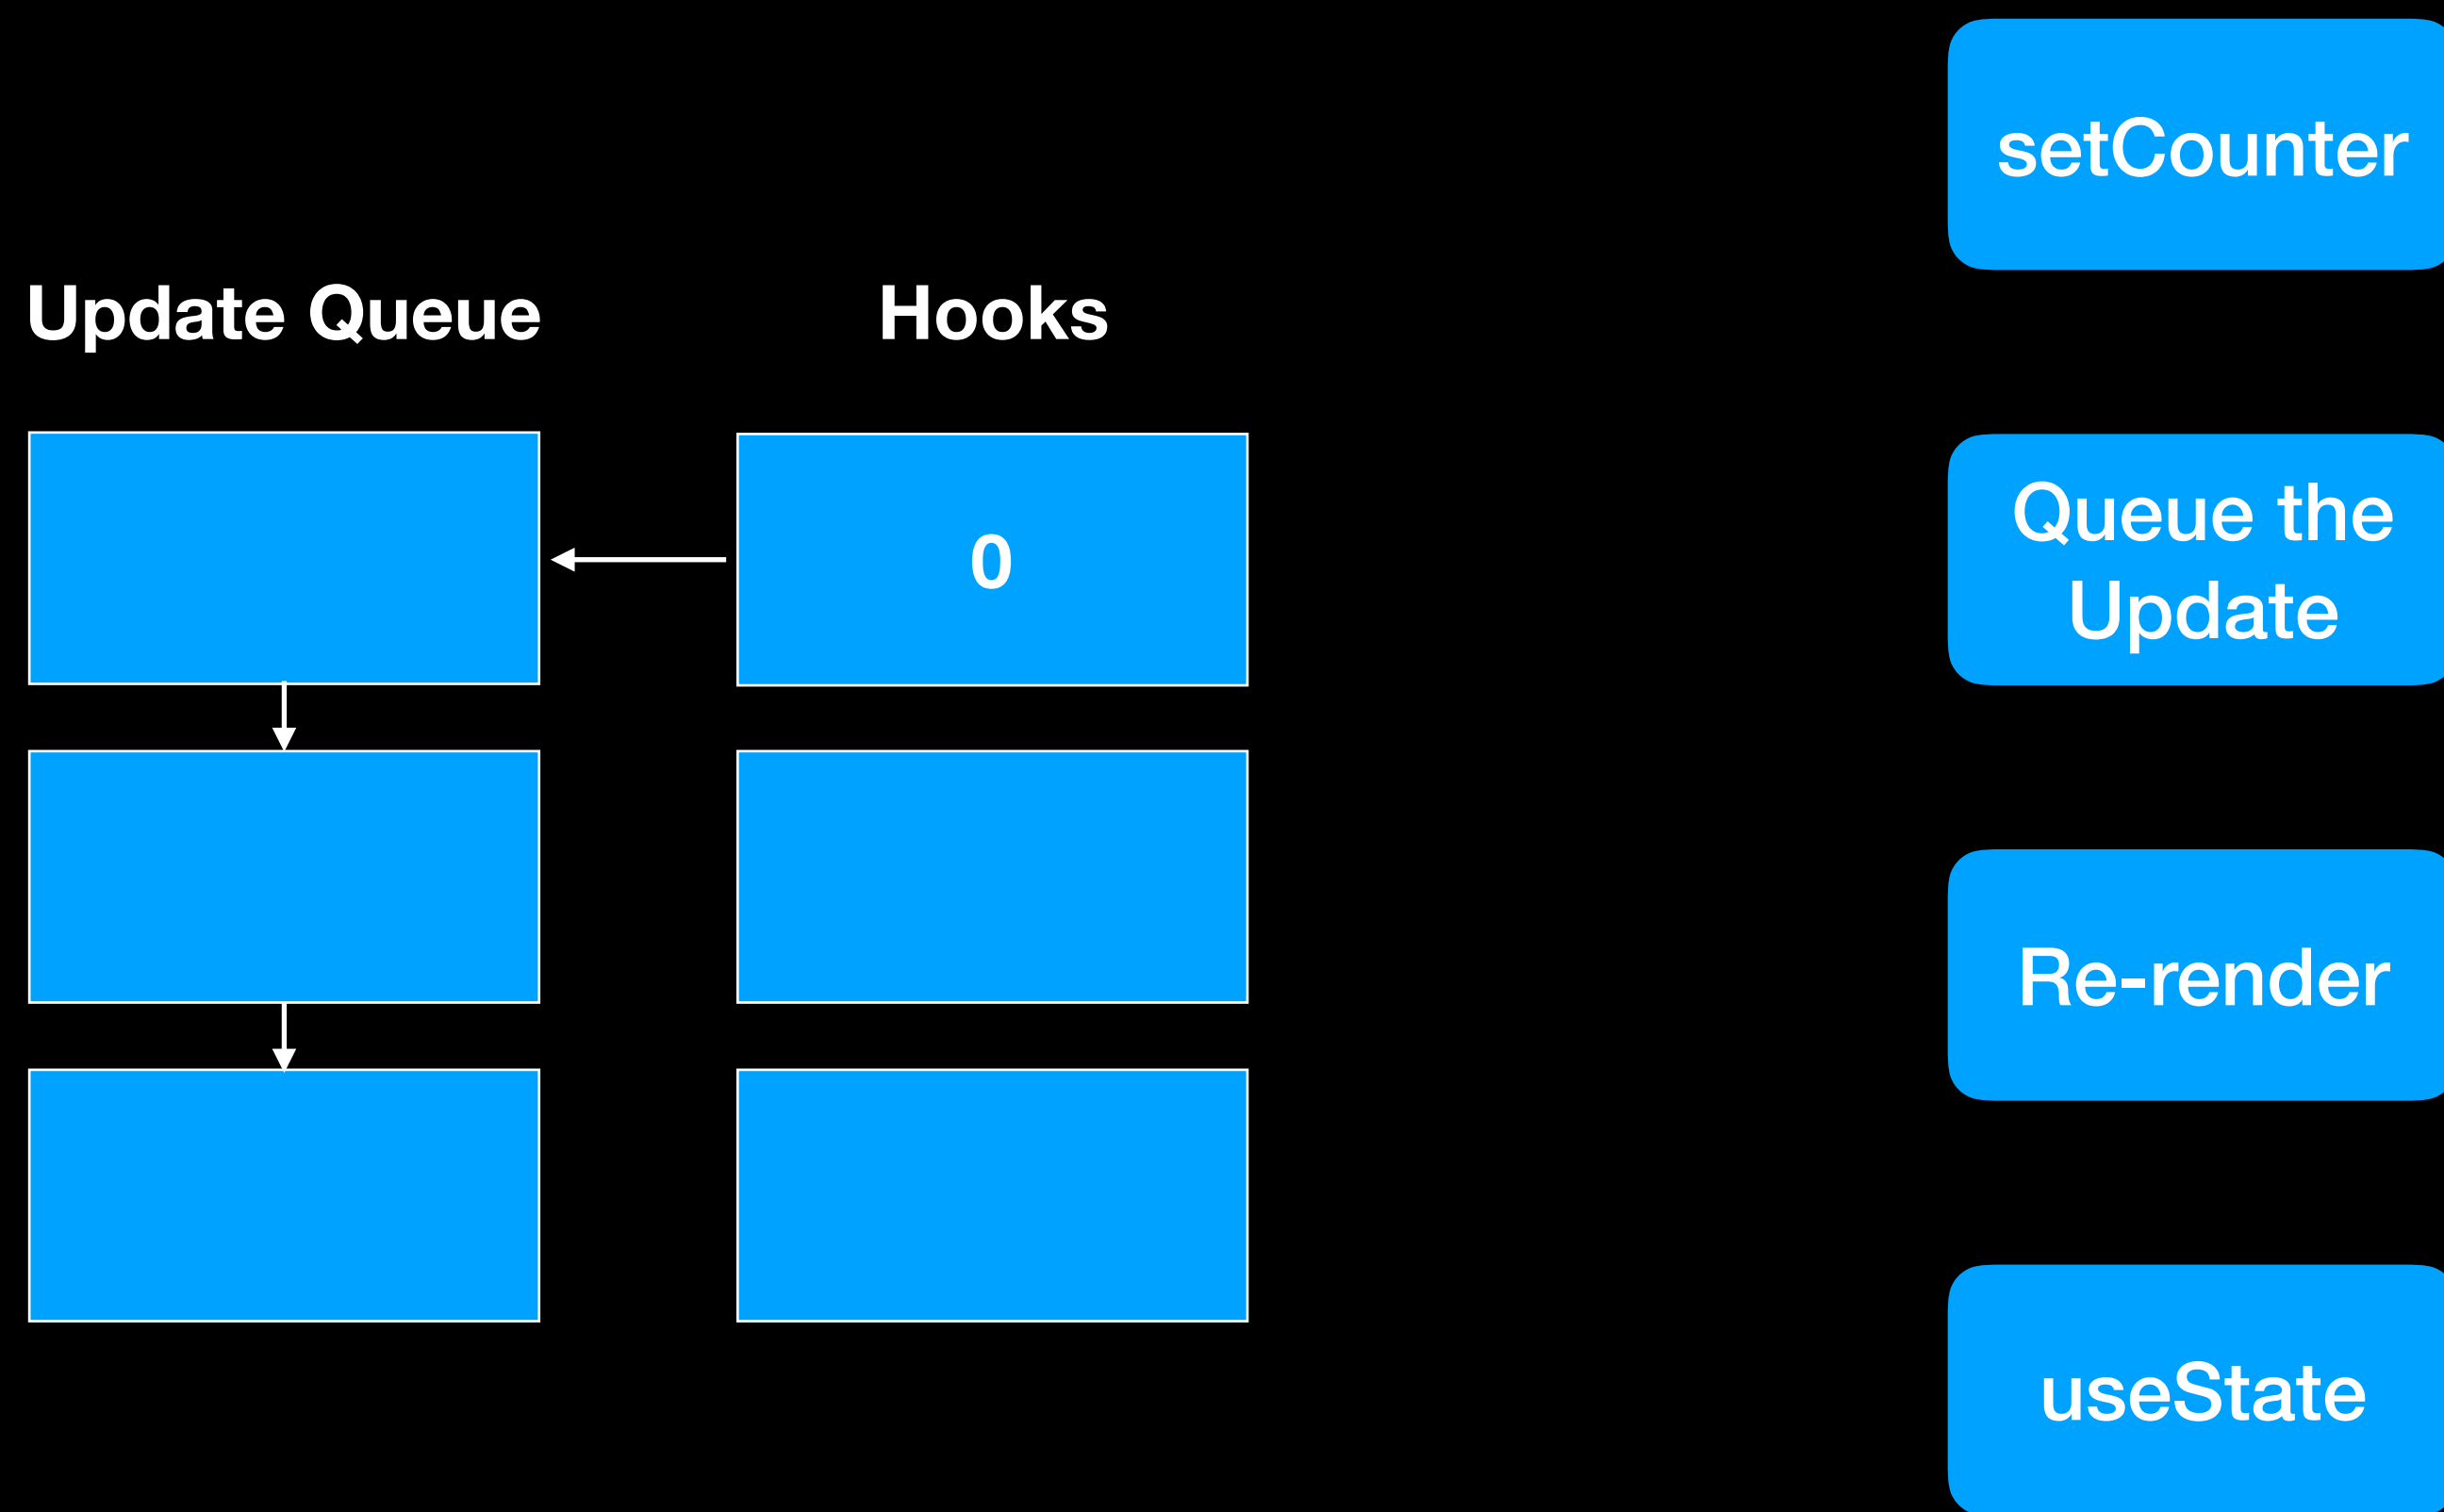 Update Queue
Hooks
0
setCounter
Queue the
Update
Re-render
useState